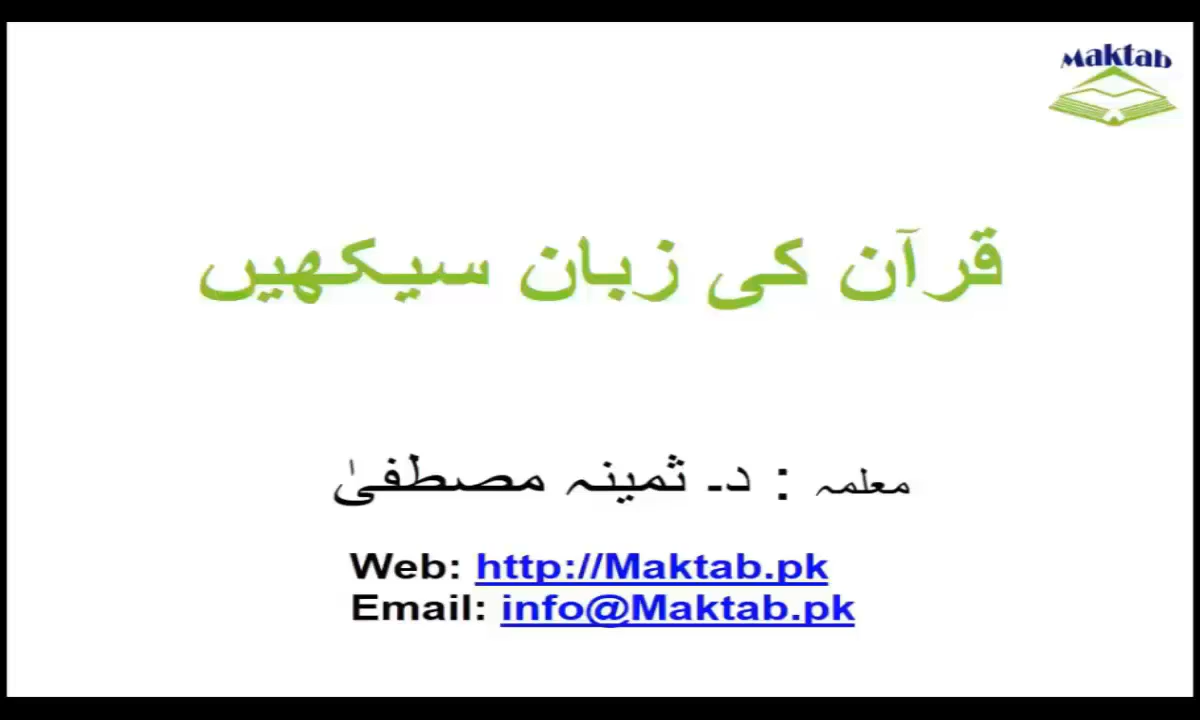 Maktab
قرآن کی زبان سیکھیں
معلمہ : د۔ ثمینہ مصطفیٰ
Web: http://Maktab.pk
Email: info@Maktab.pk